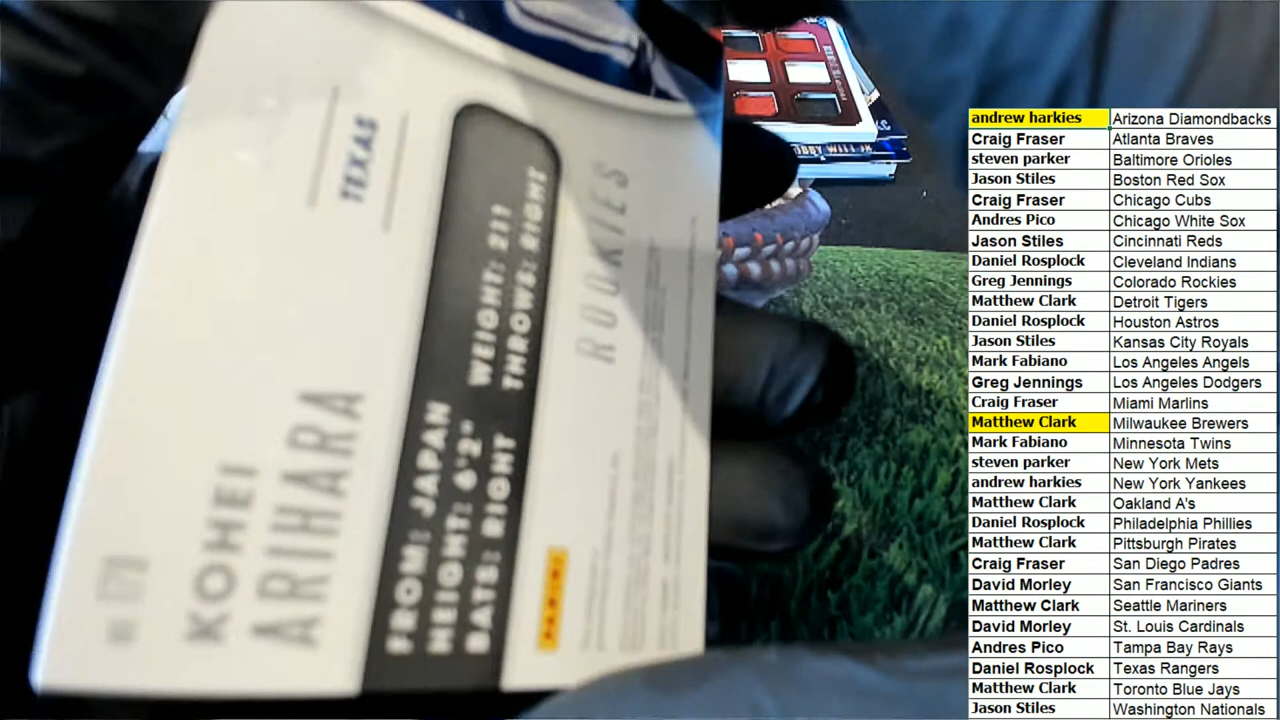 TEXAS
KOHEI
ARIHARA
FROM: JAPAN
HEIGHT: 6'2" WEIGHT: 211
BATS: RIGHT THROWS: RIGHT
ROOKIES
PANINI
andrew harkies Arizona Diamondbacks
Craig Fraser Atlanta Braves
steven parker Baltimore Orioles
Jason Stiles Boston Red Sox
Craig Fraser Chicago Cubs
Andres Pico Chicago White Sox
Jason Stiles Cincinnati Reds
Daniel Rosplock Cleveland Indians
Greg Jennings Colorado Rockies
Matthew Clark Detroit Tigers
Daniel Rosplock Houston Astros
Jason Stiles Kansas City Royals
Mark Fabiano Los Angeles Angels
Greg Jennings Los Angeles Dodgers
Craig Fraser Miami Marlins
Matthew Clark Milwaukee Brewers
Mark Fabiano Minnesota Twins
steven parker New York Mets
andrew harkies New York Yankees
Matthew Clark Oakland A's
Daniel Rosplock Philadelphia Phillies
Matthew Clark Pittsburgh Pirates
Craig Fraser San Diego Padres
David Morley San Francisco Giants
Matthew Clark Seattle Mariners
David Morley St. Louis Cardinals
Andres Pico Tampa Bay Rays
Daniel Rosplock Texas Rangers
Matthew Clark Toronto Blue Jays
Jason Stiles Washington Nationals